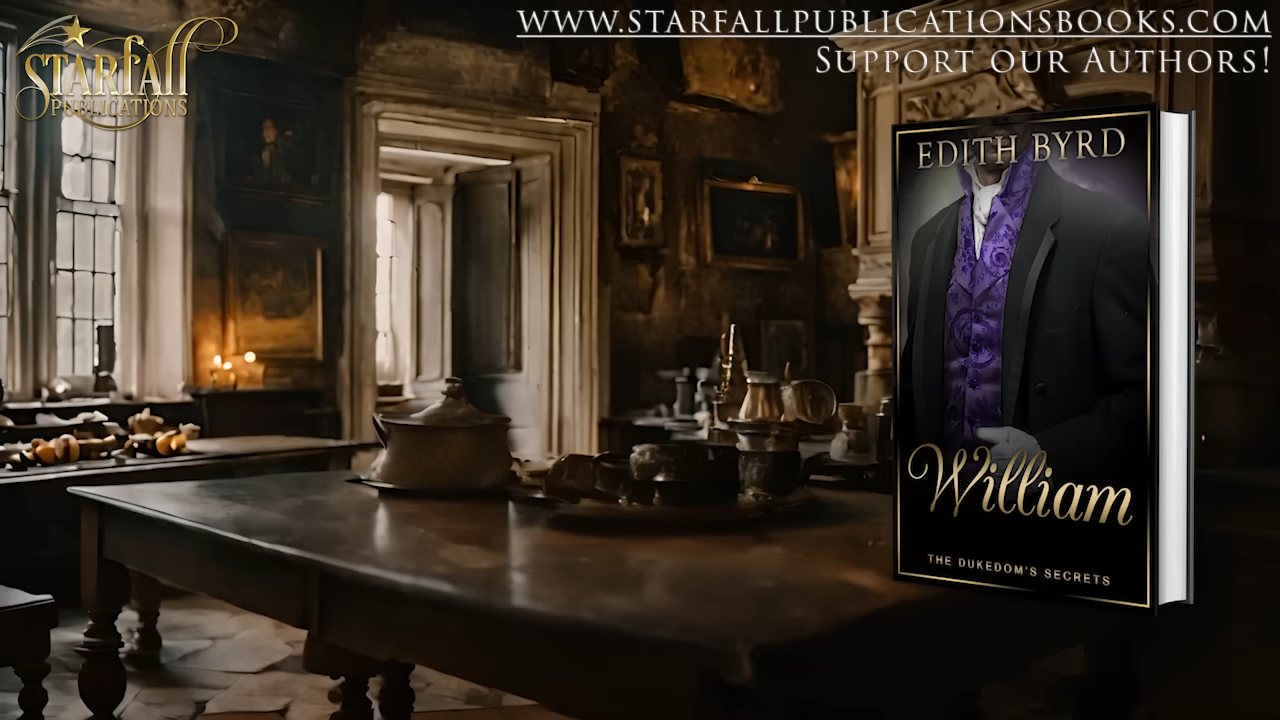 STARfall
PUBLICATIONS
WWW.STARFALLPUBLICATIONSBOOKS.COM
SUPPORT OUR AUTHORS!
EDITH BYRD
William
THE DUKEDOM'S SECRETS